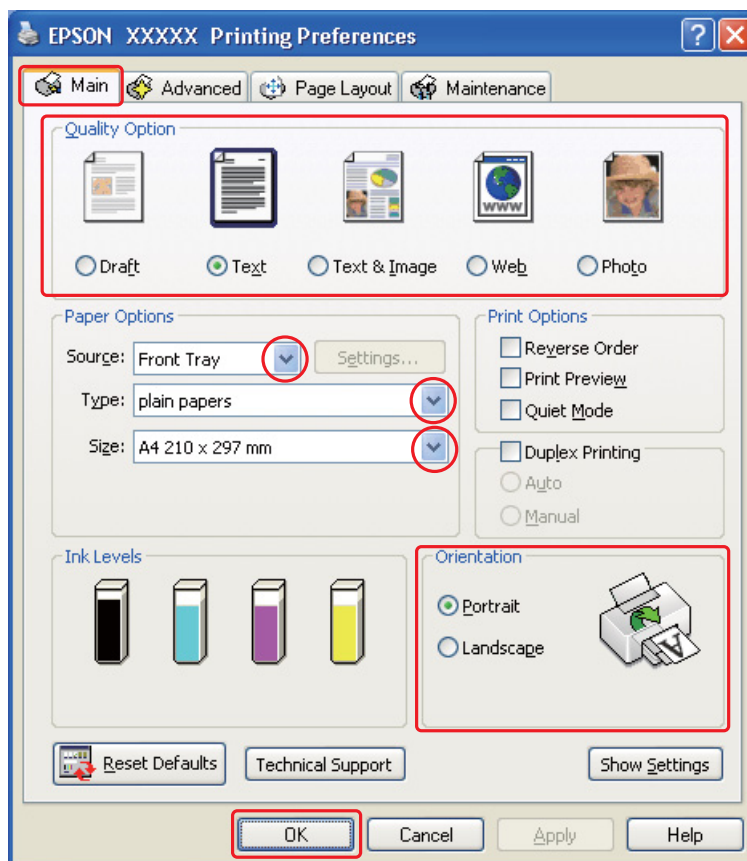 EPSON XXXXX Printing Preferences
Main Advanced Page Layout Maintenance
Quality Option
WWW
Draft Text Text & Image Web Photo
Paper Options
Source: Front Tray Settings...
Type: plain papers
Size: A4 210 x 297 mm
Print Options
Reverse Order
Print Preview
Quiet Mode
Duplex Printing
Auto
Manual
Ink Levels
Orientation
Portrait
Landscape
A
Reset Defaults Technical Support Show Settings
OK Cancel Apply Help